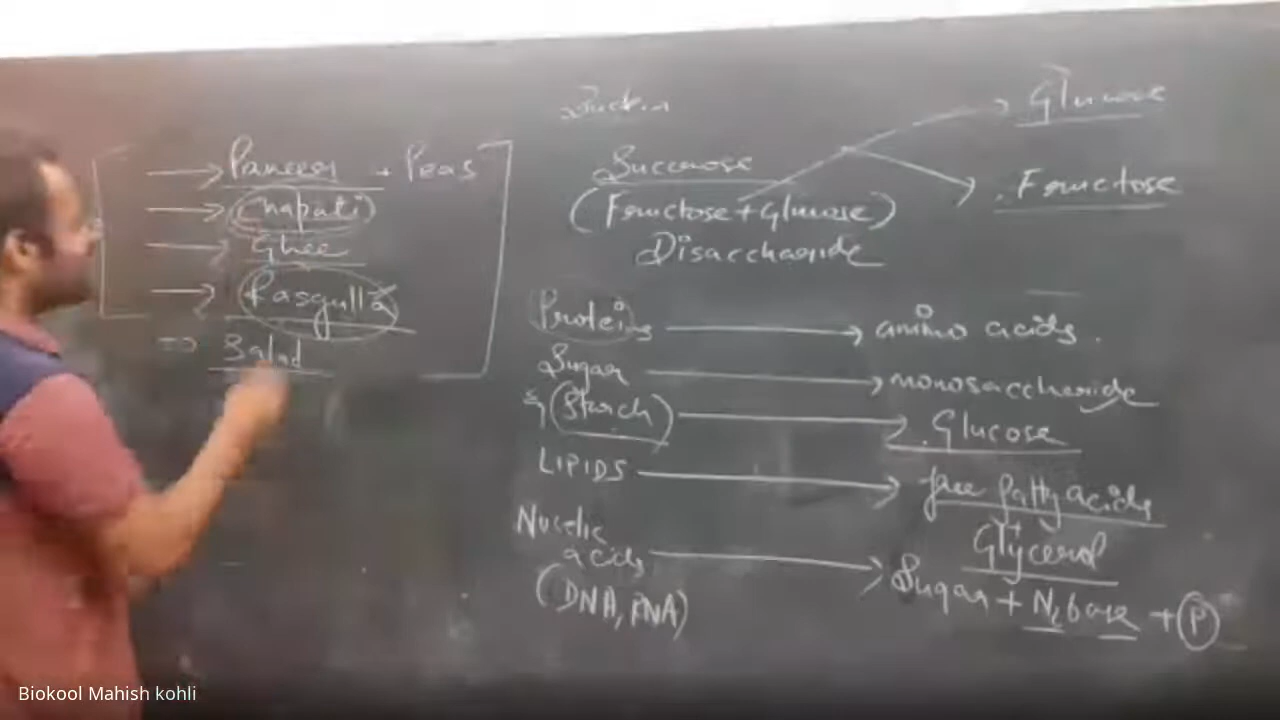 → Paneer + Peas
→ Chapati
→ Ghee
→ Rasgulla
⇒ Salad
Sucrose → Glucose
→ Fructose
(Fructose + Glucose)
Disaccharide
Proteins → amino acids.
Sugar → monosaccharide
(Starch) → Glucose
LIPIDS → free fatty acids
+
Glycerol
Nucelic
acids → Sugar + N2 base + P
(DNA, RNA)
Biokool Mahish kohli